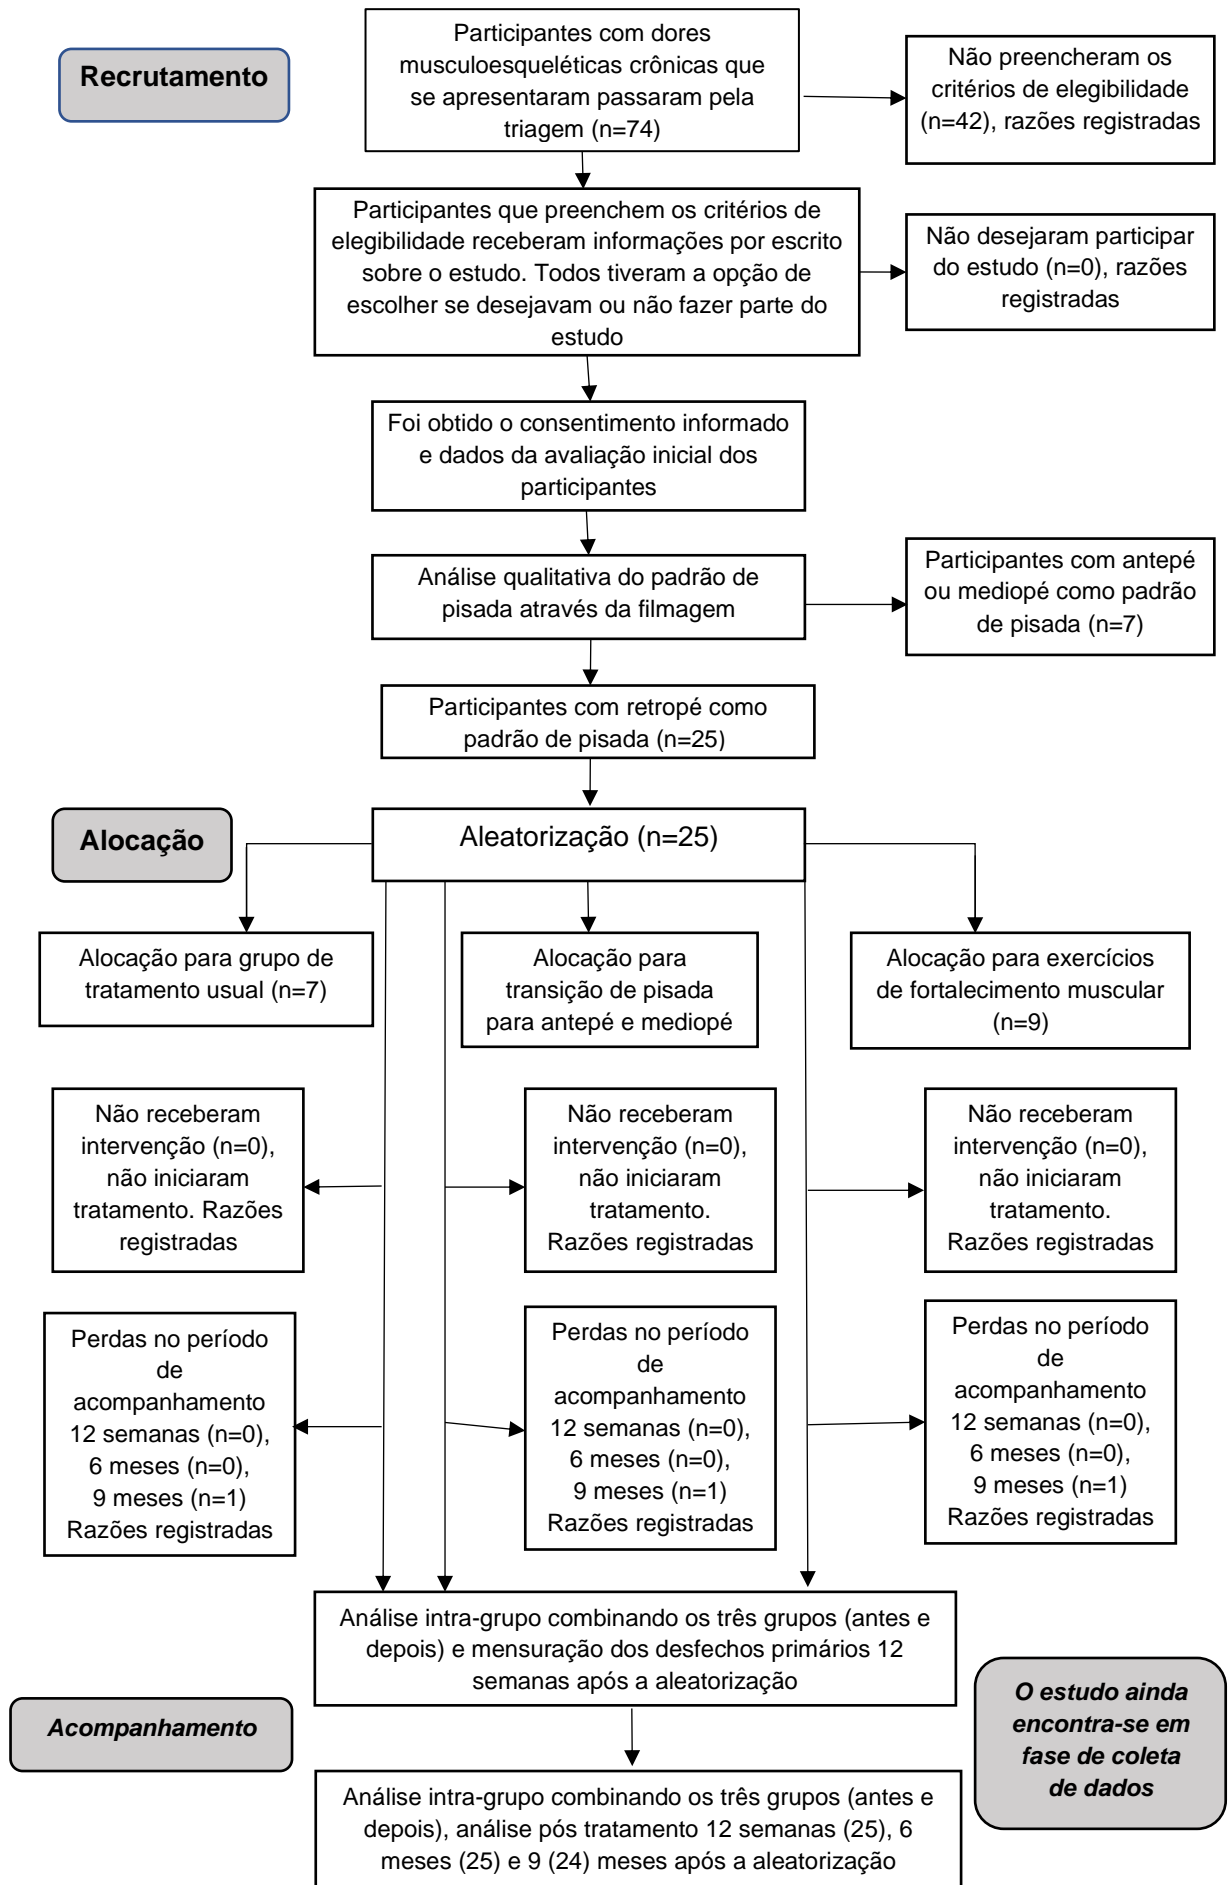 Recrutamento
Participantes com dores
musculoesqueléticas crônicas que
se apresentaram passaram pela
triagem (n=74)
Não preencheram os
critérios de elegibilidade
(n=42), razões registradas
Participantes que preenchem os critérios de
elegibilidade receberam informações por escrito
sobre o estudo. Todos tiveram a opção de
escolher se desejavam ou não fazer parte do
estudo
Não desejaram participar
do estudo (n=0), razões
registradas
Foi obtido o consentimento informado
e dados da avaliação inicial dos
participantes
Análise qualitativa do padrão de
pisada através da filmagem
Participantes com antepé
ou mediopé como padrão
de pisada (n=7)
Participantes com retropé como
padrão de pisada (n=25)
Alocação
Aleatorização (n=25)
Alocação para grupo de
tratamento usual (n=7)
Alocação para
transição de pisada
para antepé e mediopé
Alocação para exercícios
de fortalecimento muscular
(n=9)
Não receberam
intervenção (n=0),
não iniciaram
tratamento. Razões
registradas
Não receberam
intervenção (n=0),
não iniciaram
tratamento.
Razões registradas
Não receberam
intervenção (n=0),
não iniciaram
tratamento.
Razões registradas
Perdas no período
de
acompanhamento
12 semanas (n=0),
6 meses (n=0),
9 meses (n=1)
Razões registradas
Perdas no período
de
acompanhamento
12 semanas (n=0),
6 meses (n=0),
9 meses (n=1)
Razões registradas
Perdas no período
de
acompanhamento
12 semanas (n=0),
6 meses (n=0),
9 meses (n=1)
Razões registradas
Análise intra-grupo combinando os três grupos (antes e
depois) e mensuração dos desfechos primários 12
semanas após a aleatorização
Acompanhamento
O estudo ainda
encontra-se em
fase de coleta
de dados
Análise intra-grupo combinando os três grupos (antes e
depois), análise pós tratamento 12 semanas (25), 6
meses (25) e 9 (24) meses após a aleatorização